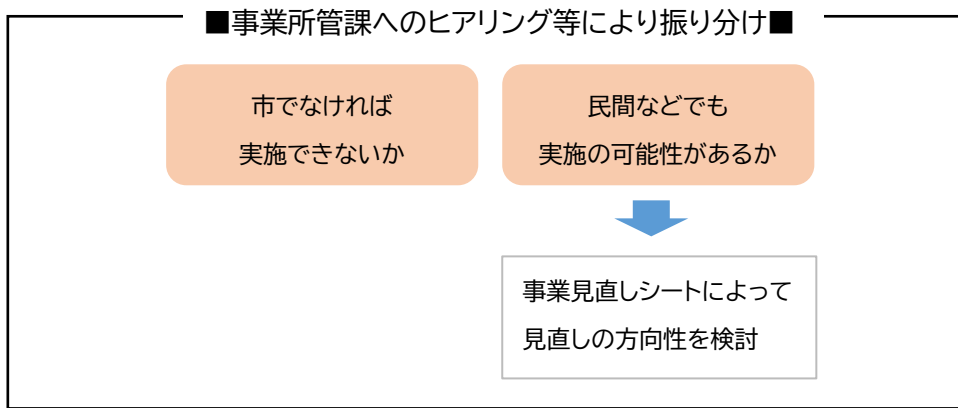 ■事業所管課へのヒアリング等により振り分け■
市でなければ
実施できないか
民間などでも
実施の可能性があるか
事業見直しシートによって
見直しの方向性を検討